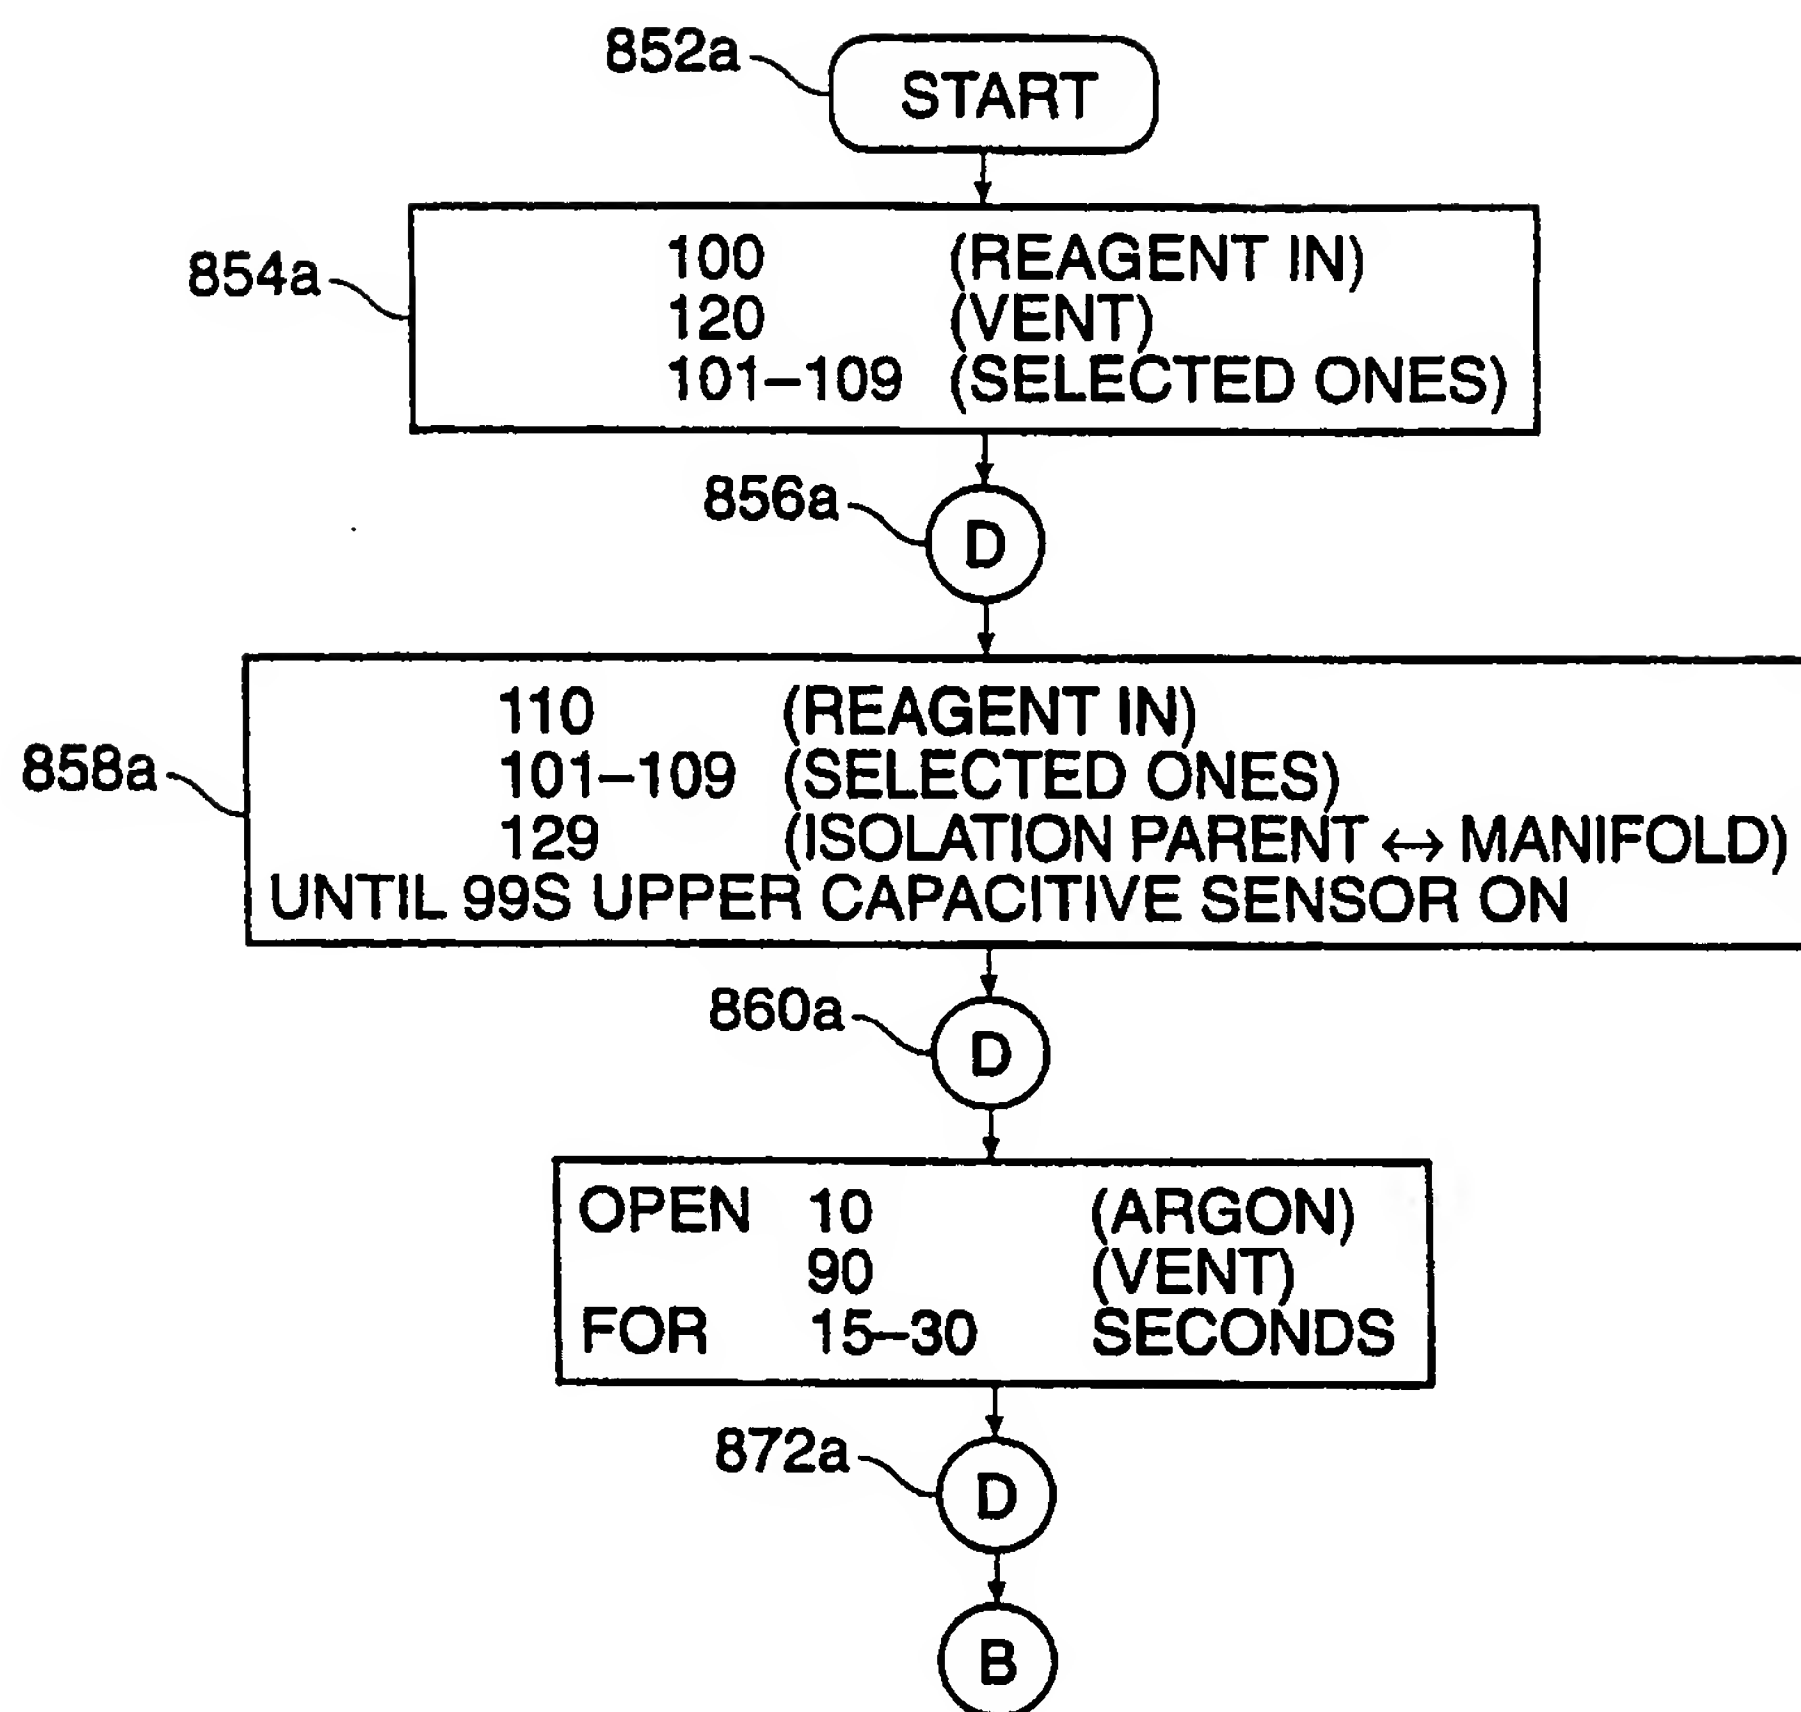 852a START
854a
100 (REAGENT IN)
120 (VENT)
101–109 (SELECTED ONES)
856a D
858a
110 (REAGENT IN)
101–109 (SELECTED ONES)
129 (ISOLATION PARENT ↔ MANIFOLD)
UNTIL 99S UPPER CAPACITIVE SENSOR ON
860a D
OPEN 10 (ARGON)
90 (VENT)
FOR 15–30 SECONDS
872a D
B